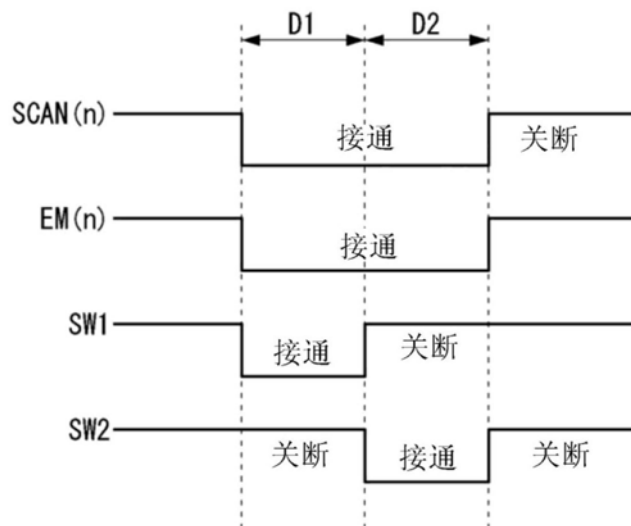 D1 D2
SCAN(n) 接通 关断
EM(n) 接通
SW1 接通 关断
SW2 关断 接通 关断